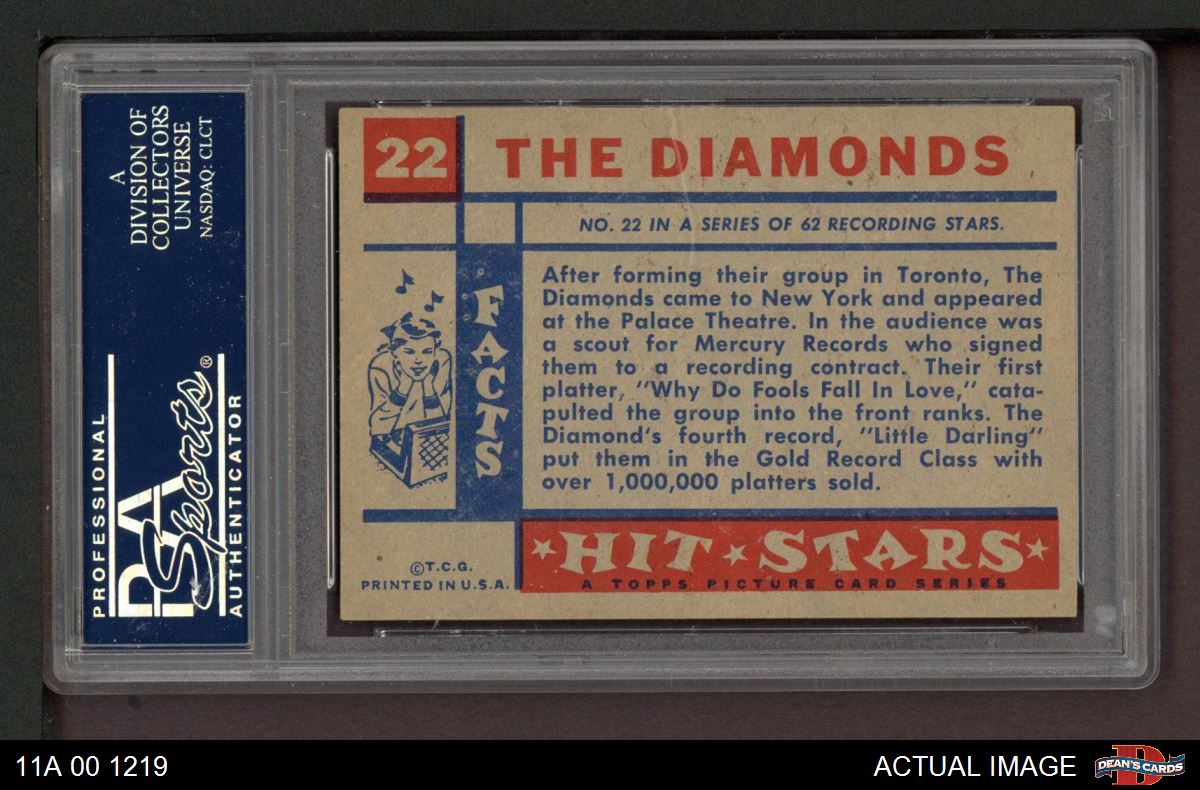 A
DIVISION OF
COLLECTORS
UNIVERSE
NASDAQ: CLCT
PROFESSIONAL
PSA
Sports®
AUTHENTICATOR
22
THE DIAMONDS
NO. 22 IN A SERIES OF 62 RECORDING STARS.
FACTS
After forming their group in Toronto, The
Diamonds came to New York and appeared
at the Palace Theatre. In the audience was
a scout for Mercury Records who signed
them to a recording contract. Their first
platter, "Why Do Fools Fall In Love," cata-
pulted the group into the front ranks. The
Diamond's fourth record, "Little Darling"
put them in the Gold Record Class with
over 1,000,000 platters sold.
©T.C.G.
PRINTED IN U.S.A.
HIT STARS
A TOPPS PICTURE CARD SERIES
11A 00 1219
ACTUAL IMAGE
D
DEAN'S CARDS